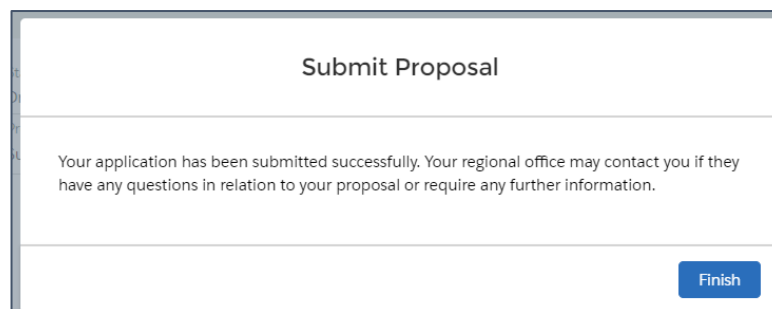 Submit Proposal
Your application has been submitted successfully. Your regional office may contact you if they
have any questions in relation to your proposal or require any further information.
Finish